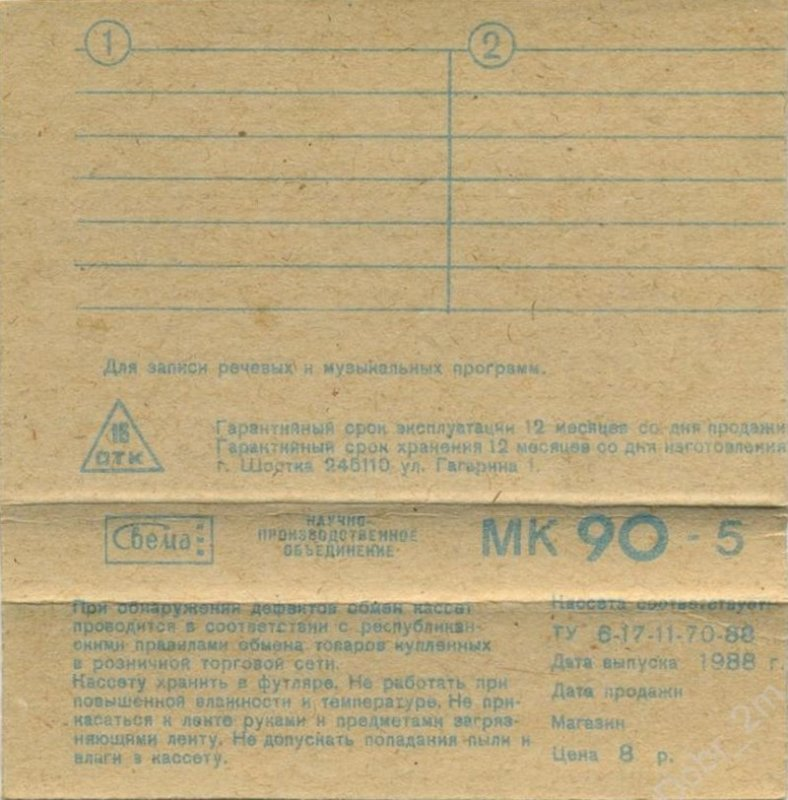 1 2
Для записи речевых и музыкальных программ.
16
ОТК
Гарантийный срок эксплуатации 12 месяцев со дня продажи
Гарантийный срок хранения 12 месяцев со дня изготовления
г. Шостка 245110 ул. Гагарина 1.
Свема
НАУЧНО-
ПРОИЗВОДСТВЕННОЕ
ОБЪЕДИНЕНИЕ
МК 90 - 5
При обнаружении дефектов обмен кассет
проводится в соответствии с республикан-
скими правилами обмена товаров купленных
в розничной торговой сети.
Кассету хранить в футляре. Не работать при
повышенной влажности и температуре. Не при-
касаться к ленте руками и предметами загряз-
няющими ленту. Не допускать попадания пыли и
влаги в кассету.
Кассета соответствует:
ТУ 6-17-11-70-88
Дата выпуска 1988 г.
Дата продажи
Магазин
Цена 8 р.